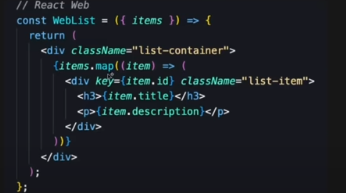 // React Web
const WebList = ({ items }) => {
  return (
    <div className="list-container">
      {items.map((item) => (
        <div key={item.id} className="list-item">
          <h3>{item.title}</h3>
          <p>{item.description}</p>
        </div>
      ))}
    </div>
  );
};